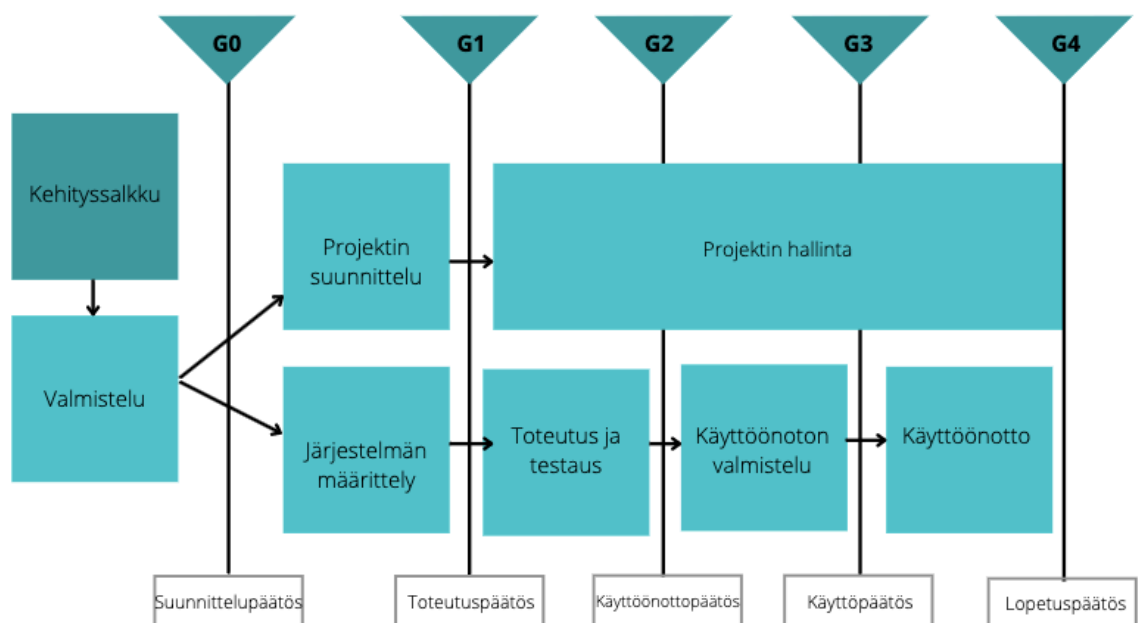 G0
G1
G2
G3
G4
Kehityssalkku
Projektin
suunnittelu
Projektin hallinta
Valmistelu
Järjestelmän
määrittely
Toteutus ja
testaus
Käyttöönoton
valmistelu
Käyttöönotto
Suunnittelupäätös
Toteutuspäätös
Käyttöönottopäätös
Käyttöpäätös
Lopetuspäätös